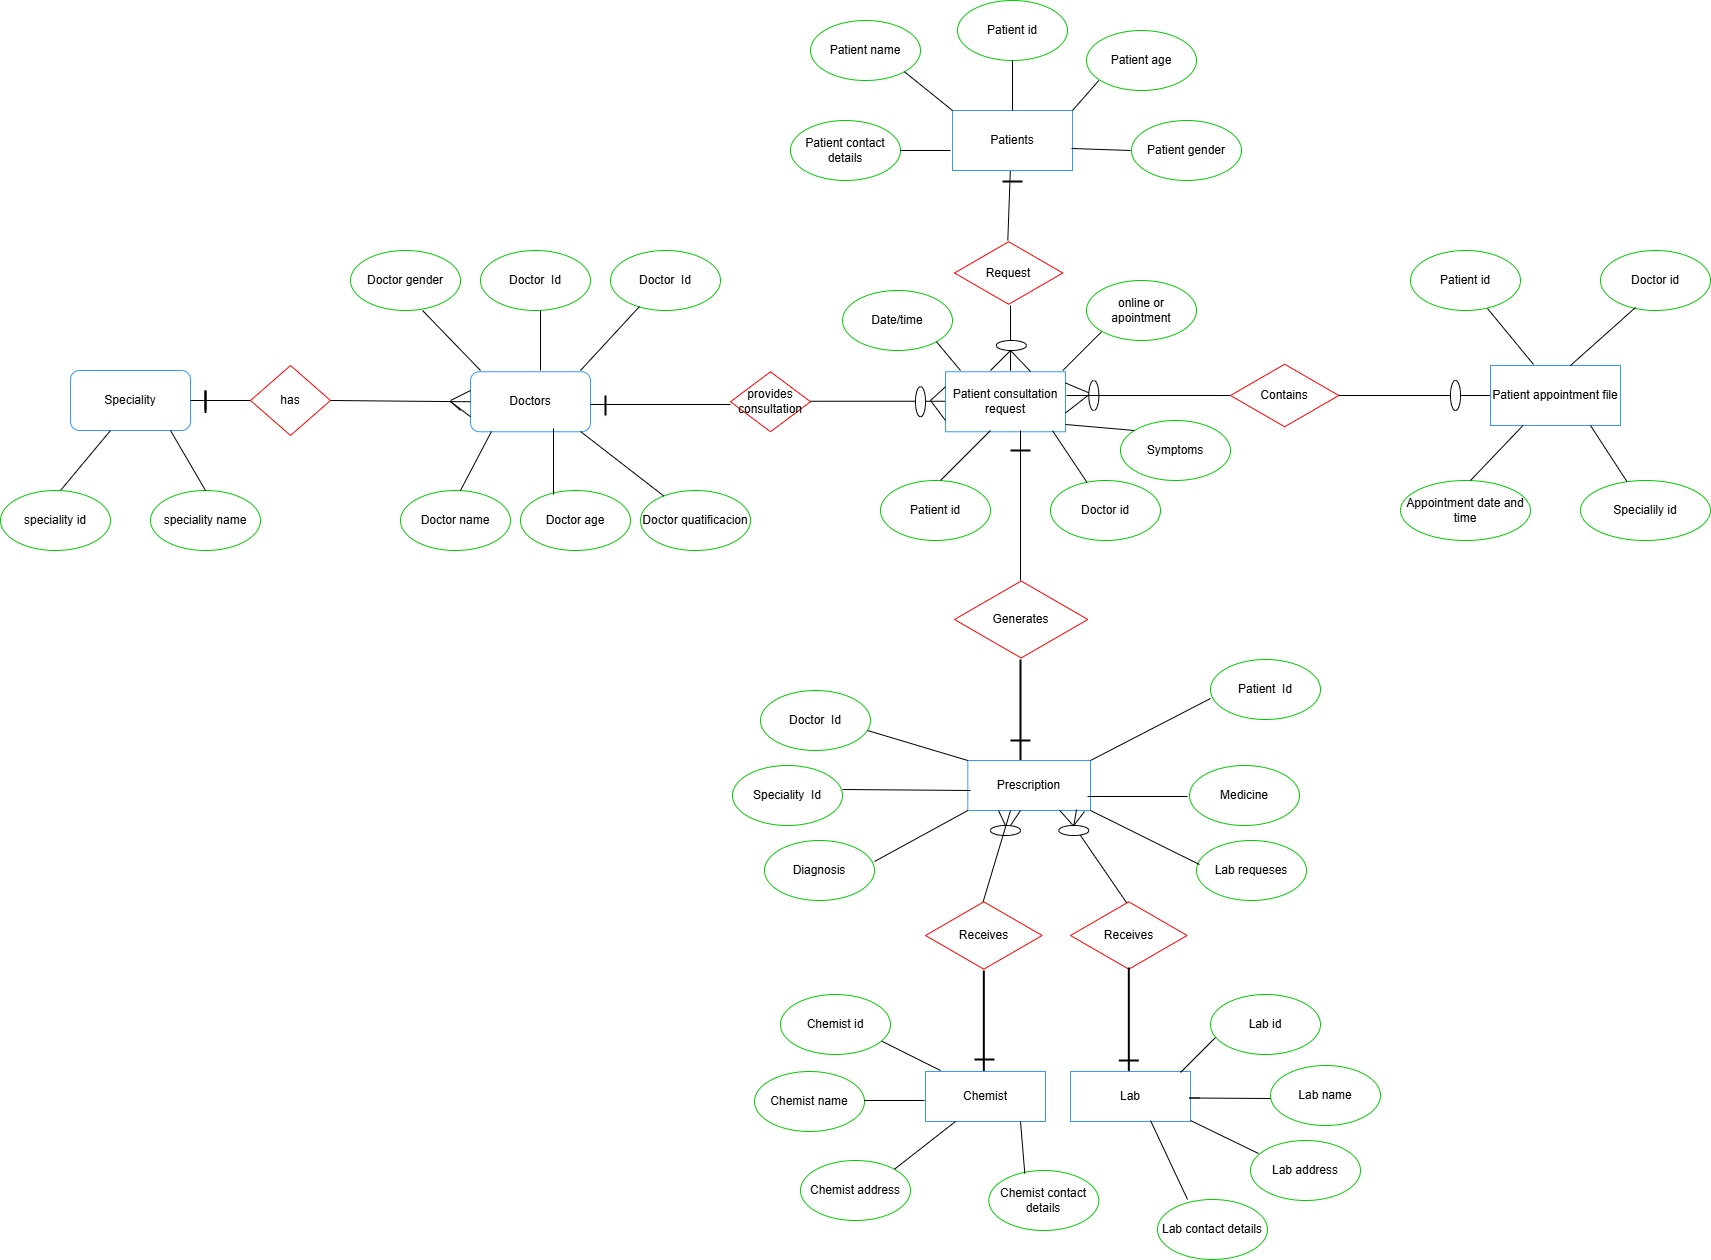 Patient id
Patient name
Patient age
Patients
Patient contact
details
Patient gender
Request
Doctor gender
Doctor  Id
Doctor  Id
Date/time
online or
apointment
Patient id
Doctor id
Speciality
has
Doctors
provides
consultation
Patient consultation
request
Contains
Patient appointment file
Symptoms
speciality id
speciality name
Doctor name
Doctor age
Doctor quatificacion
Patient id
Doctor id
Appointment date and
time
Specialily id
Generates
Patient  Id
Doctor  Id
Prescription
Speciality  Id
Medicine
Diagnosis
Lab requeses
Receives
Receives
Chemist id
Lab id
Chemist name
Chemist
Lab
Lab name
Chemist address
Chemist contact
details
Lab address
Lab contact details